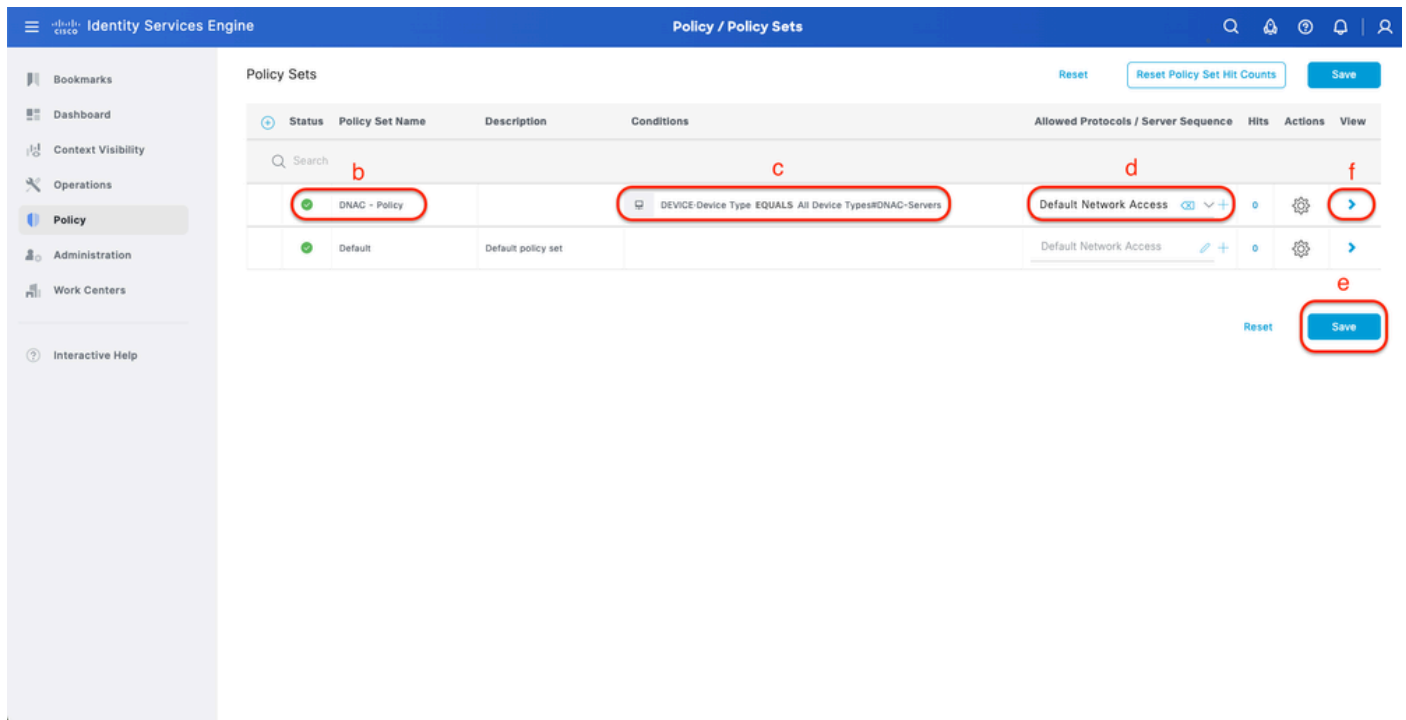 cisco Identity Services Engine
Policy / Policy Sets
Bookmarks
Dashboard
Context Visibility
Operations
Policy
Administration
Work Centers
Interactive Help
Policy Sets
Reset Reset Policy Set Hit Counts Save
Status Policy Set Name Description Conditions Allowed Protocols / Server Sequence Hits Actions View
Search
b c d f
DNAC - Policy DEVICE-Device Type EQUALS All Device Types#DNAC-Servers Default Network Access 0
Default Default policy set Default Network Access 0
e
Reset Save